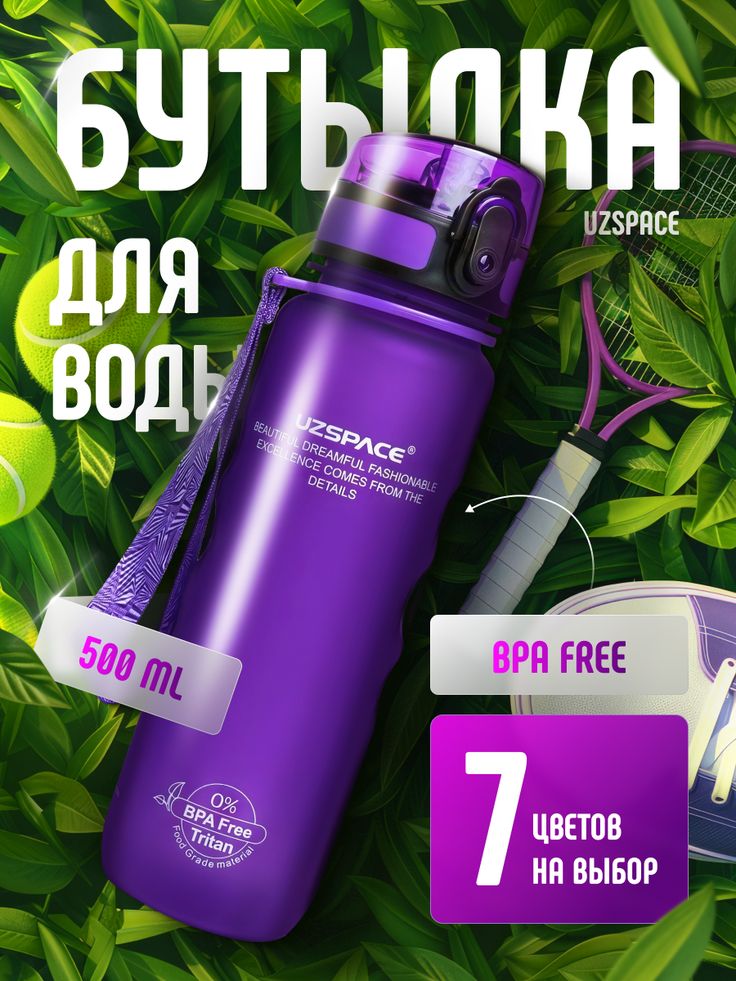 БУТЫЛКА
UZSPACE
ДЛЯ
ВОДЫ
UZSPACE®
BEAUTIFUL DREAMFUL FASHIONABLE
EXCELLENCE COMES FROM THE
DETAILS
500 ML
BPA FREE
7 ЦВЕТОВ
НА ВЫБОР
0%
BPA Free
Tritan
Food Grade material